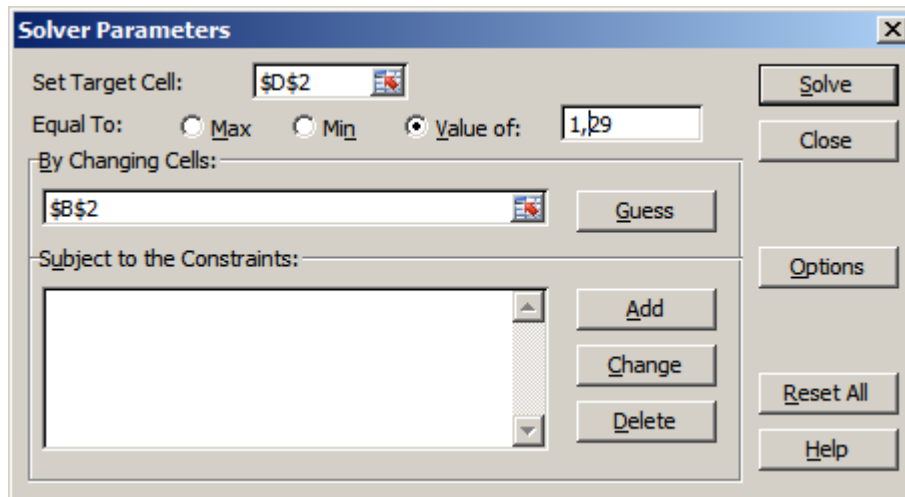 Solver Parameters
Set Target Cell: $D$2 Solve
Equal To: Max Min Value of: 1,29
Close
By Changing Cells:
$B$2 Guess
Subject to the Constraints:
Options
Add
Change
Reset All
Delete
Help